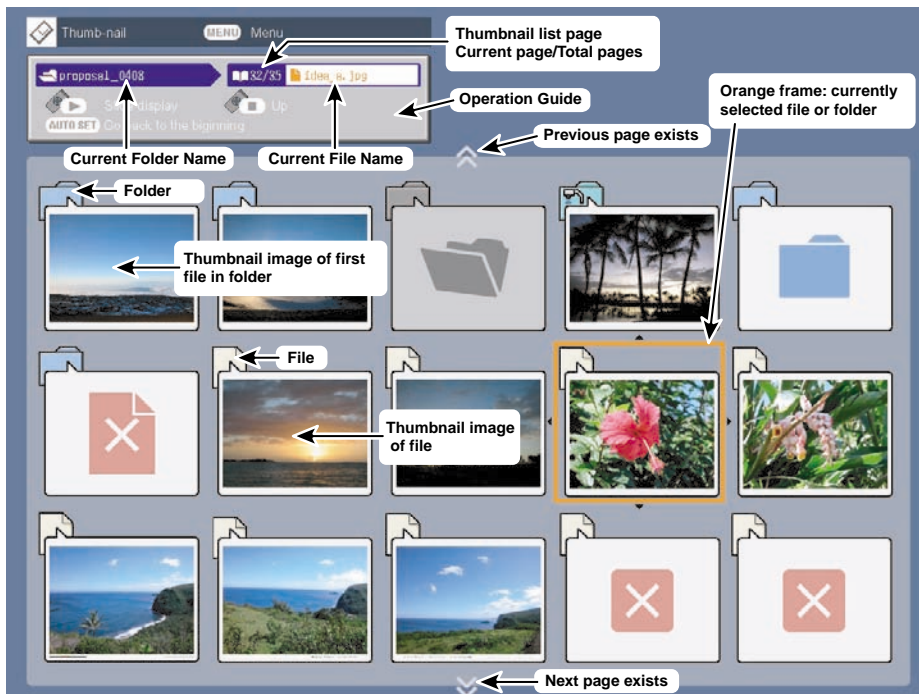 Thumb-nail
MENU Menu
Thumbnail list page
Current page/Total pages
proposal_0408
32/35
idea_a.jpg
Up
Operation Guide
AUTO SET Go back to the biginning
Orange frame: currently
selected file or folder
Current Folder Name
Current File Name
Previous page exists
Folder
Thumbnail image of first
file in folder
File
Thumbnail image
of file
Next page exists